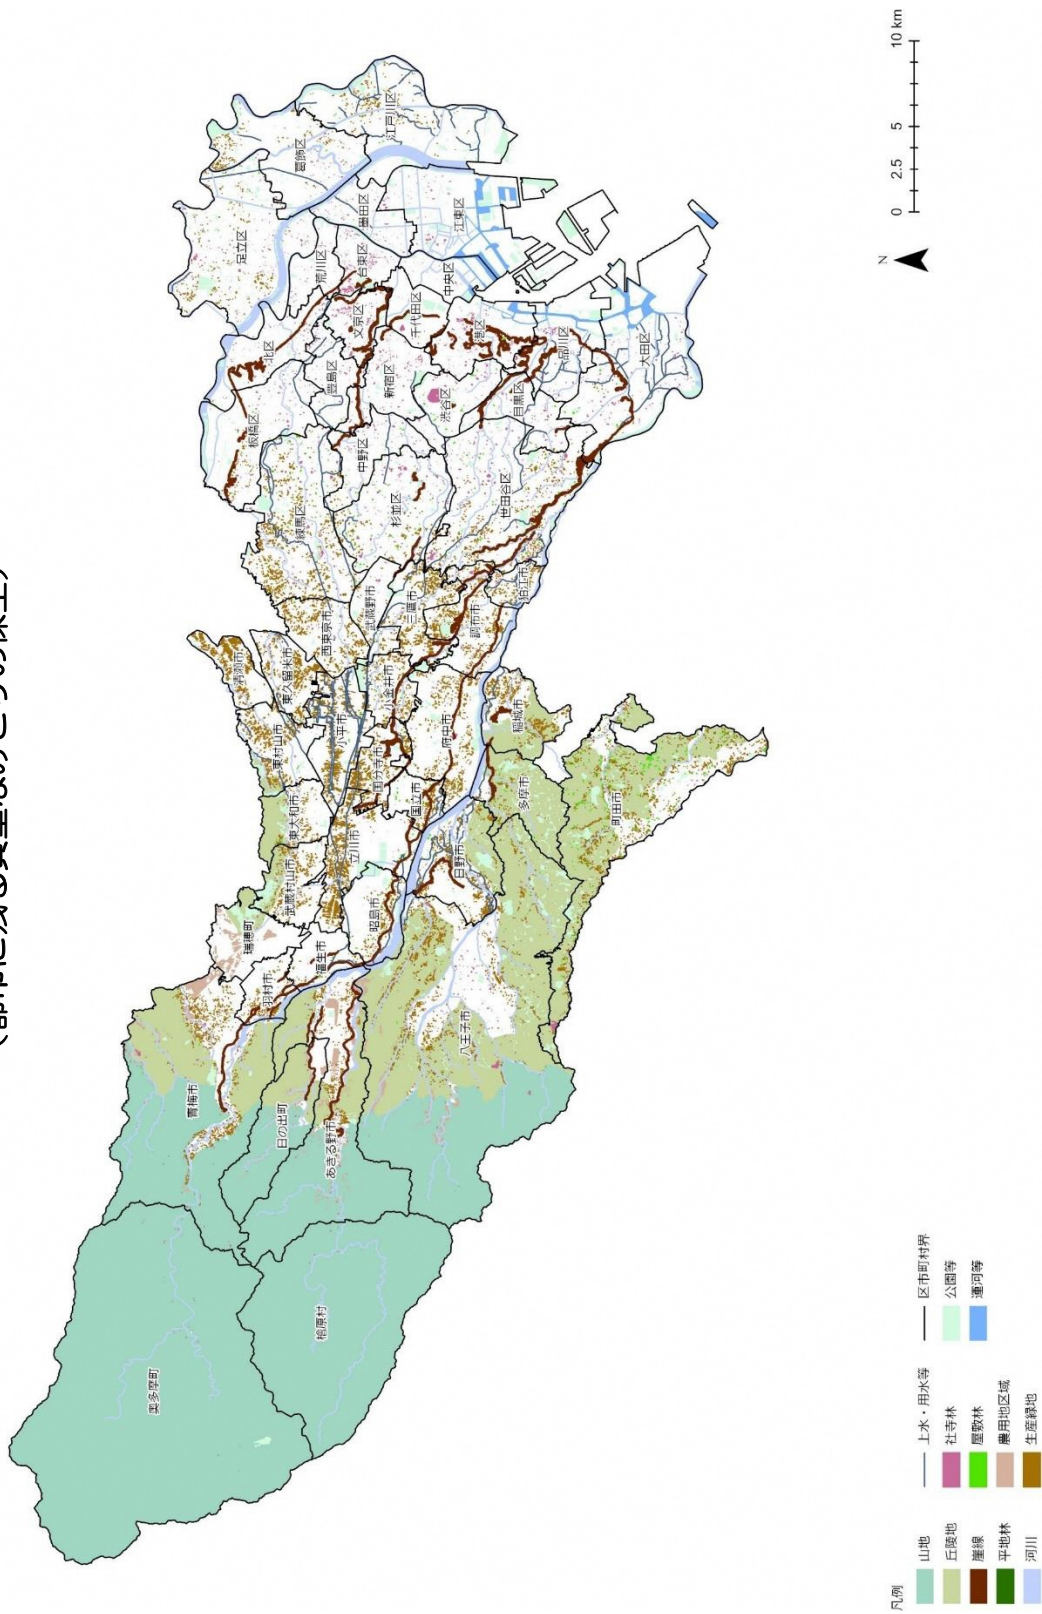 （都市に残る貴重なみどりの保全）
奥多摩町
檜原村
青梅市
日の出町
あきる野市
八王子市
瑞穂町
羽村市
福生市
昭島市
武蔵村山市
東大和市
立川市
日野市
多摩市
町田市
稲城市
東村山市
清瀬市
東久留米市
小平市
国分寺市
国立市
府中市
小金井市
西東京市
武蔵野市
三鷹市
調布市
狛江市
練馬区
杉並区
世田谷区
板橋区
中野区
豊島区
新宿区
渋谷区
目黒区
北区
文京区
千代田区
港区
品川区
大田区
足立区
荒川区
台東区
中央区
葛飾区
墨田区
江東区
江戸川区
N
0 2.5 5 10 km
凡例
山地
丘陵地
崖線
平地林
河川
上水・用水等
社寺林
屋敷林
農用地区域
生産緑地
区市町村界
公園等
運河等